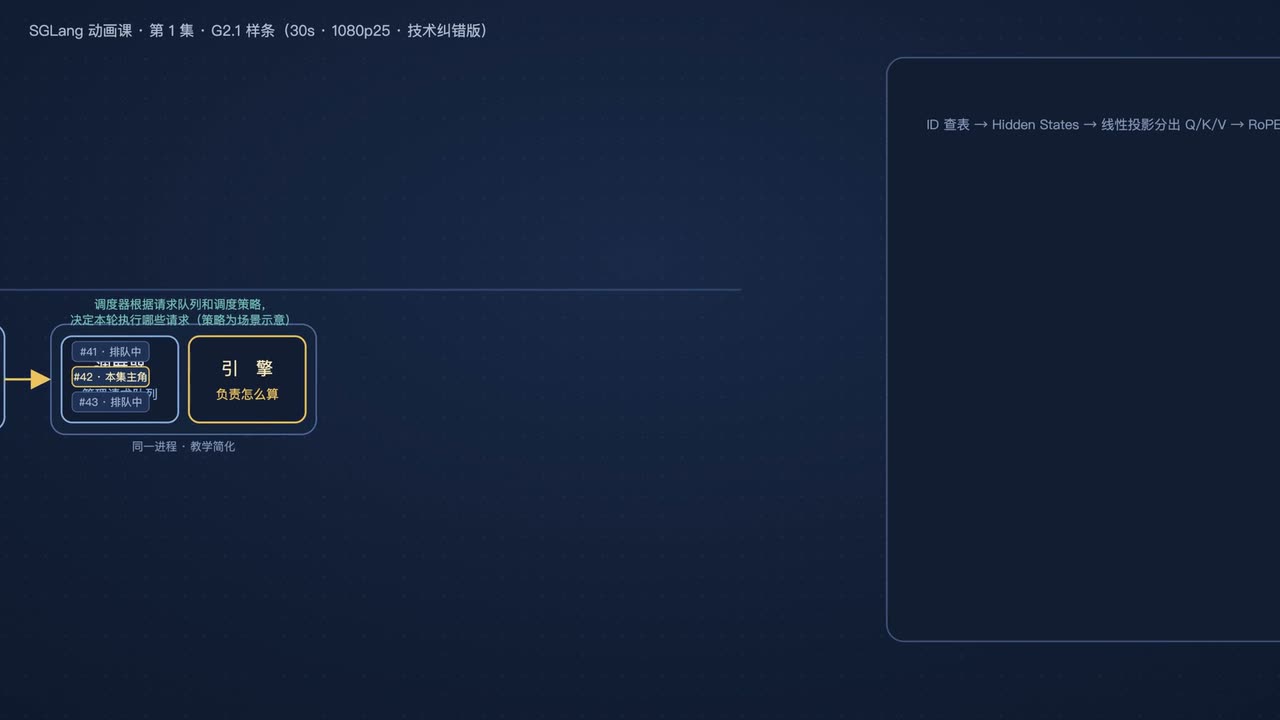 SGLang 动画课 · 第 1 集 · G2.1 样条（30s · 1080p25 · 技术纠错版）
ID 查表 → Hidden States → 线性投影分出 Q/K/V → RoPE
调度器根据请求队列和调度策略，
决定本轮执行哪些请求（策略为场景示意）
#41 · 排队中
#42 · 本集主角
#43 · 排队中
引 擎
负责怎么算
同一进程 · 教学简化